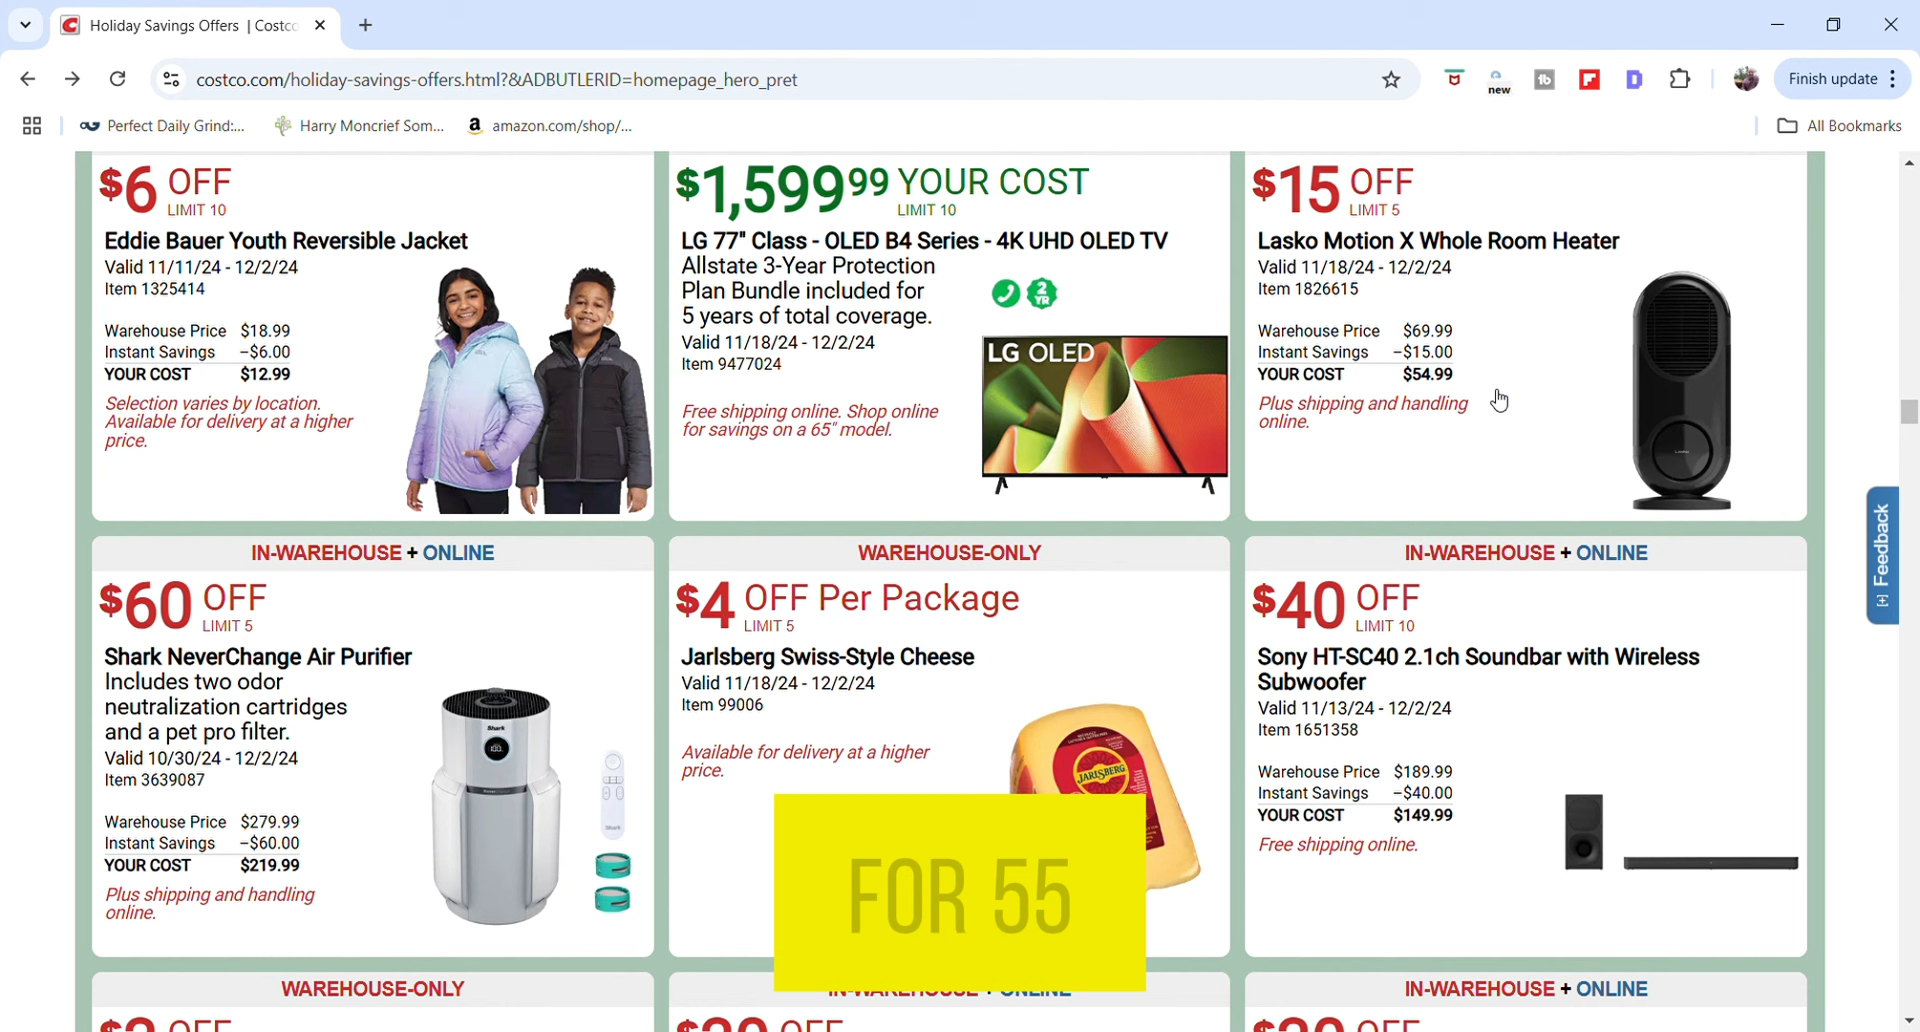 Holiday Savings Offers | Costco
costco.com/holiday-savings-offers.html?&ADBUTLERID=homepage_hero_pret
new
Finish update
Perfect Daily Grind:...
Harry Moncrief Som...
amazon.com/shop/...
All Bookmarks
$6 OFF
LIMIT 10
Eddie Bauer Youth Reversible Jacket
Valid 11/11/24 - 12/2/24
Item 1325414
Warehouse Price $18.99
Instant Savings -$6.00
YOUR COST $12.99
Selection varies by location.
Available for delivery at a higher
price.
$1,599.99 YOUR COST
LIMIT 10
LG 77" Class - OLED B4 Series - 4K UHD OLED TV
Allstate 3-Year Protection
Plan Bundle included for
5 years of total coverage.
Valid 11/18/24 - 12/2/24
Item 9477024
Free shipping online. Shop online
for savings on a 65" model.
2
YR
LG OLED
$15 OFF
LIMIT 5
Lasko Motion X Whole Room Heater
Valid 11/18/24 - 12/2/24
Item 1826615
Warehouse Price $69.99
Instant Savings -$15.00
YOUR COST $54.99
Plus shipping and handling
online.
[+] Feedback
IN-WAREHOUSE + ONLINE
$60 OFF
LIMIT 5
Shark NeverChange Air Purifier
Includes two odor
neutralization cartridges
and a pet pro filter.
Valid 10/30/24 - 12/2/24
Item 3639087
Warehouse Price $279.99
Instant Savings -$60.00
YOUR COST $219.99
Plus shipping and handling
online.
Shark
Shark
WAREHOUSE-ONLY
$4 OFF Per Package
LIMIT 5
Jarlsberg Swiss-Style Cheese
Valid 11/18/24 - 12/2/24
Item 99006
Available for delivery at a higher
price.
JARLSBERG
FOR 55
IN-WAREHOUSE + ONLINE
$40 OFF
LIMIT 10
Sony HT-SC40 2.1ch Soundbar with Wireless
Subwoofer
Valid 11/13/24 - 12/2/24
Item 1651358
Warehouse Price $189.99
Instant Savings -$40.00
YOUR COST $149.99
Free shipping online.
WAREHOUSE-ONLY
IN-WAREHOUSE + ONLINE
IN-WAREHOUSE + ONLINE